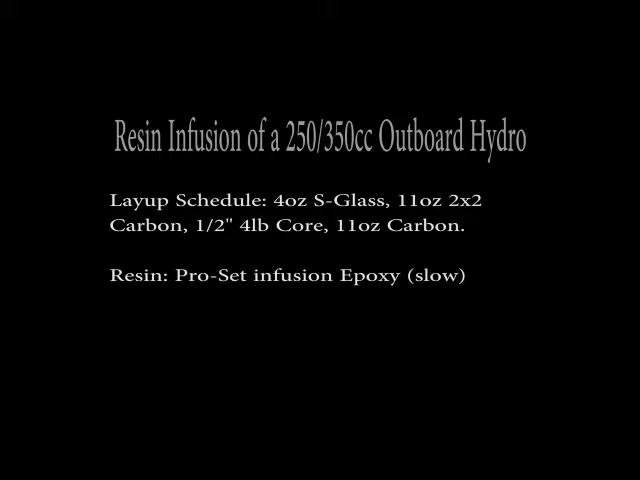 Resin Infusion of a 250/350cc Outboard Hydro
Layup Schedule: 4oz S-Glass, 11oz 2x2
Carbon, 1/2" 4lb Core, 11oz Carbon.
Resin: Pro-Set infusion Epoxy (slow)